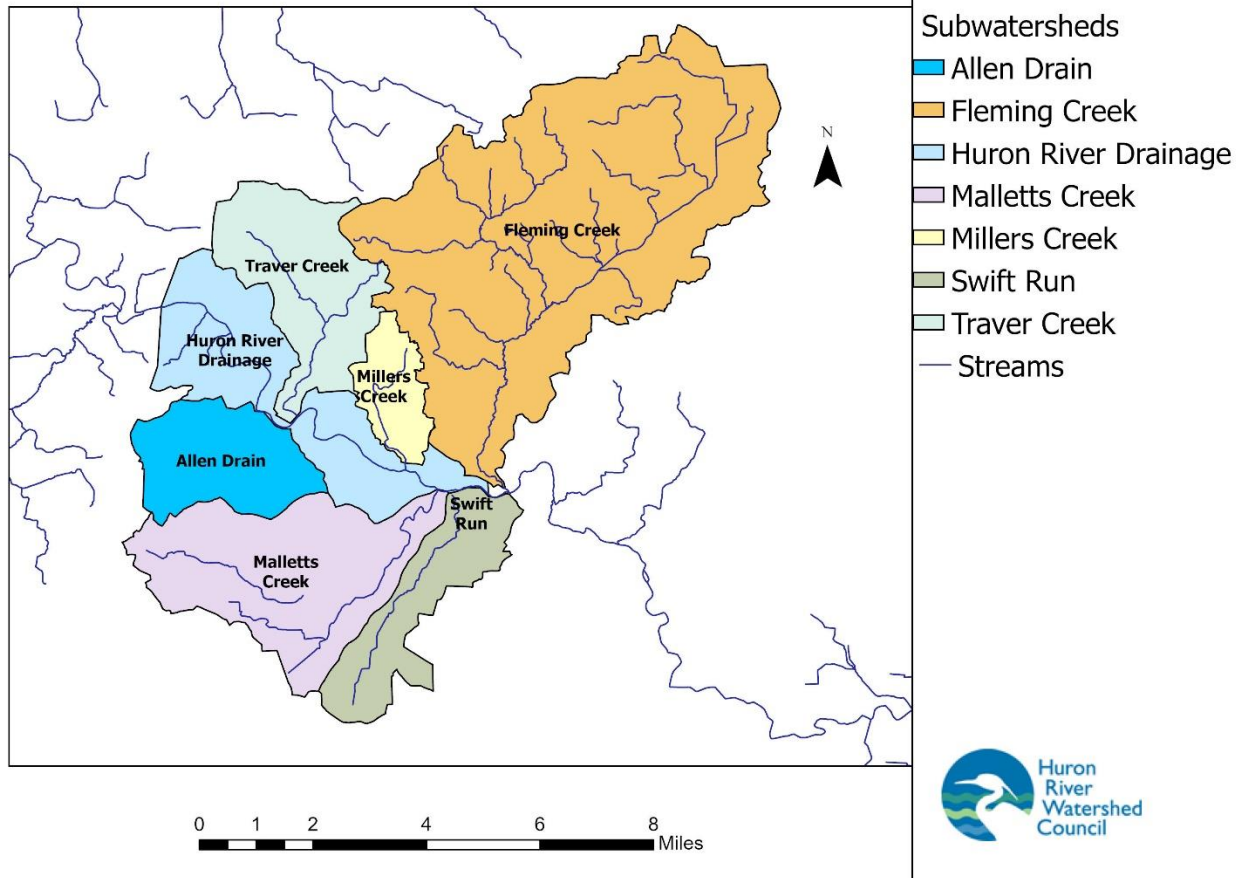 Subwatersheds
Allen Drain
Fleming Creek
Huron River Drainage
Malletts Creek
Millers Creek
Swift Run
Traver Creek
Streams
N
Fleming Creek
Traver Creek
Huron River
Drainage
Millers
Creek
Allen Drain
Swift
Run
Malletts
Creek
0 1 2 4 6 8
Miles
Huron
River
Watershed
Council